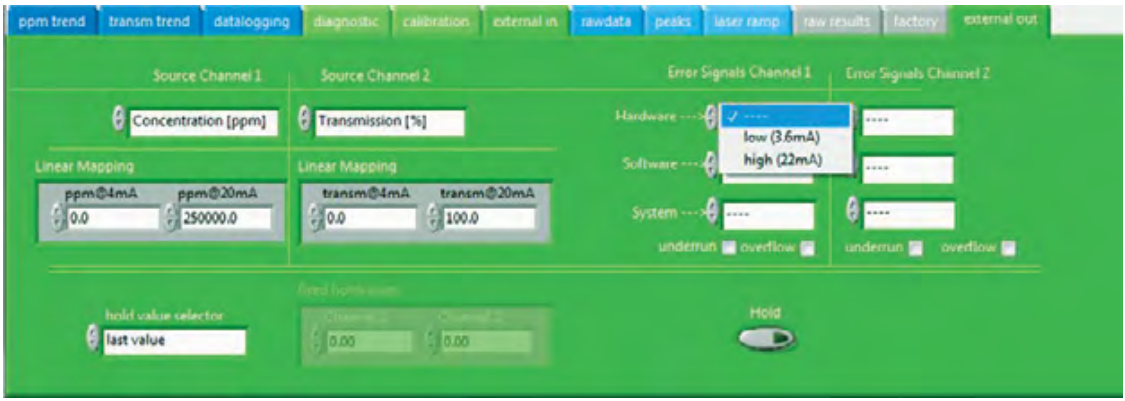 ppm trend transm trend datalogging diagnostic calibration external in rawdata peaks laser ramp raw results factory external out
Source Channel 1 Source Channel 2 Error Signals Channel 1 Error Signals Channel 2
Concentration [ppm] Transmission [%] Hardware ---> ✓ ---- ----
low (3.6mA)
high (22mA)
Linear Mapping Linear Mapping Software ---> ----
ppm@4mA ppm@20mA transm@4mA transm@20mA
0.0 250000.0 0.0 100.0 System ---> ---- ----
underrun overflow underrun overflow
hold value selector Hold
last value 0.00 0.00